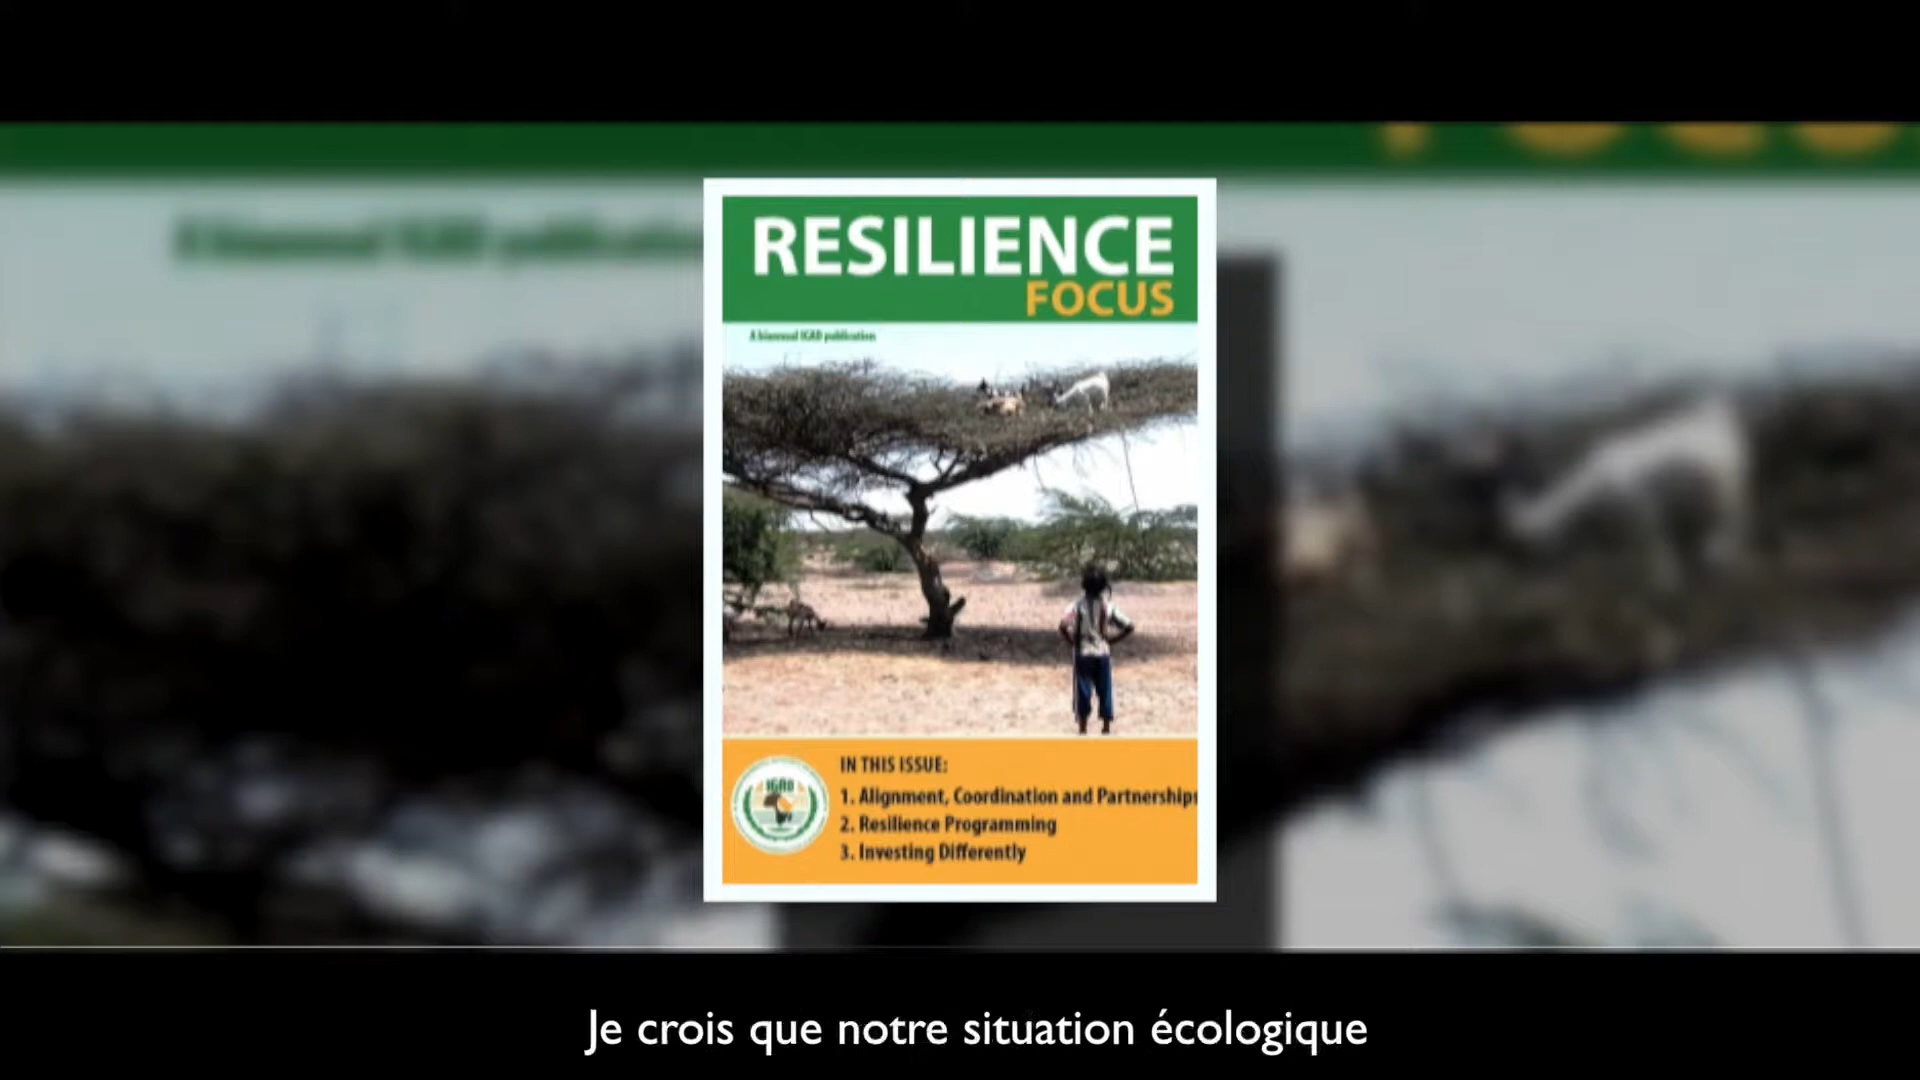 RESILIENCE
FOCUS
A biannual IGAD publication
IGAD
IN THIS ISSUE:
1. Alignment, Coordination and Partnerships
2. Resilience Programming
3. Investing Differently
Je crois que notre situation écologique